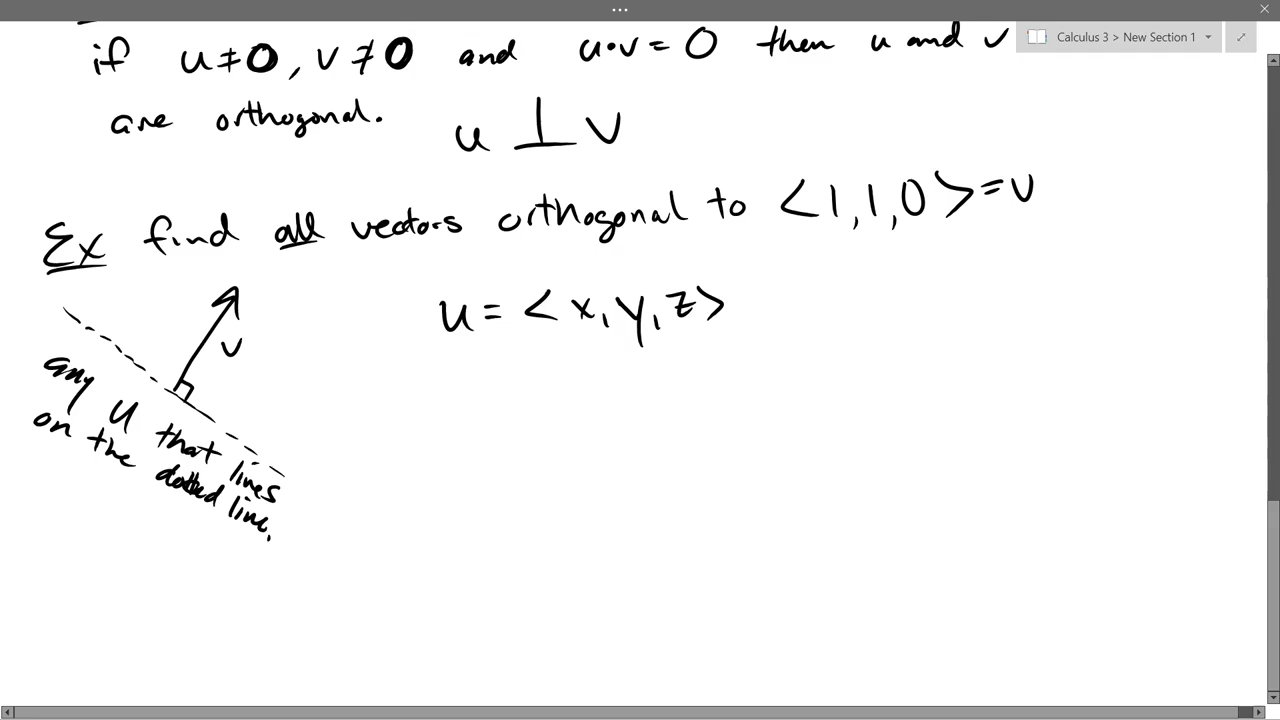 Calculus 3 > New Section 1
if u ≠ 0, v ≠ 0 and u•v = 0 then u and v
are orthogonal. u ⊥ v
Ex find all vectors orthogonal to <1,1,0> = v
u = <x, y, z>
v
any u that lines
on the dotted line.